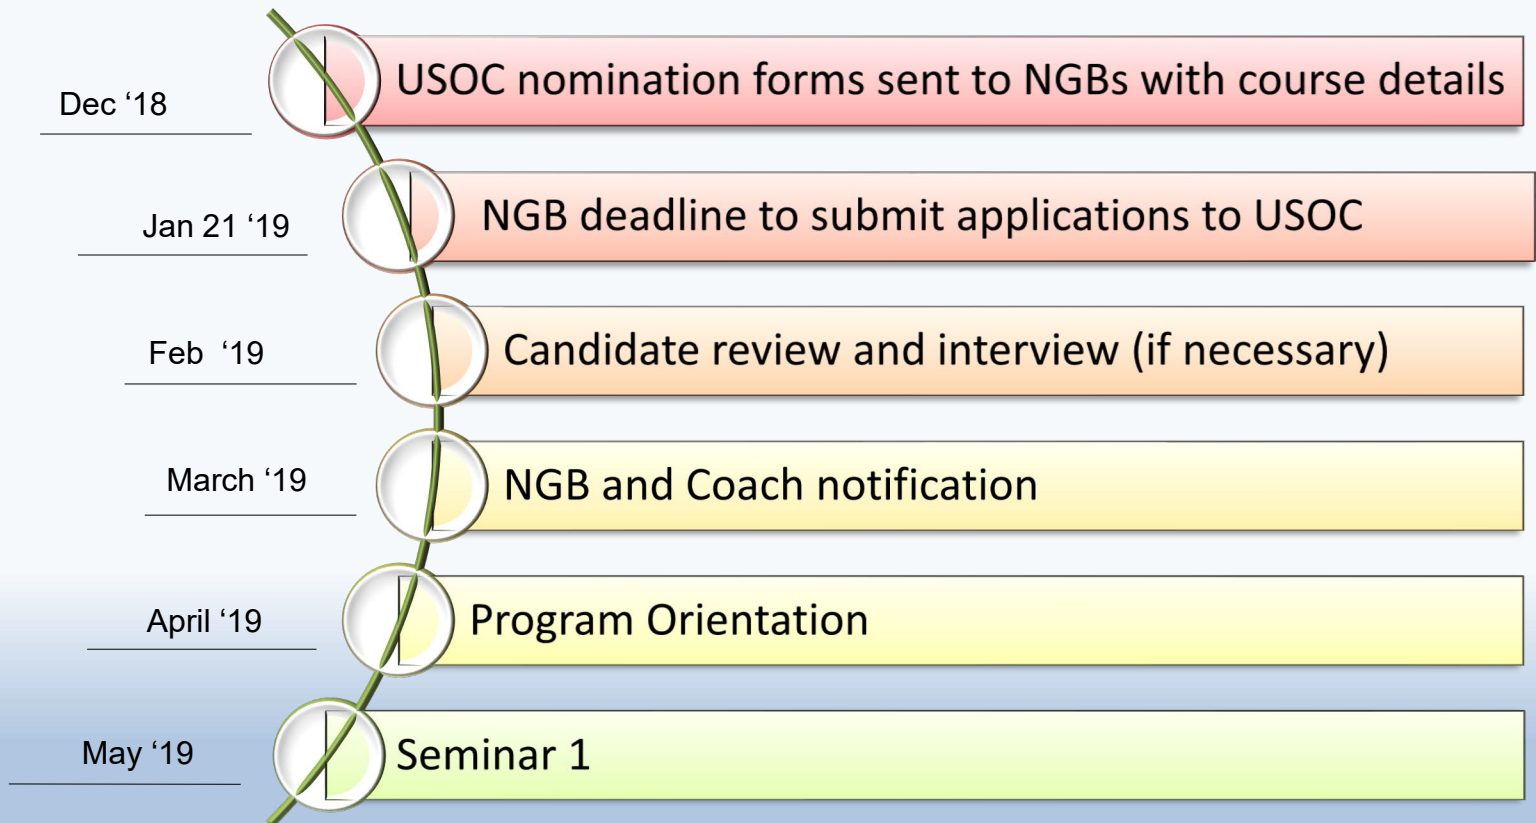 Dec ‘18
USOC nomination forms sent to NGBs with course details
Jan 21 ‘19
NGB deadline to submit applications to USOC
Feb ‘19
Candidate review and interview (if necessary)
March ‘19
NGB and Coach notification
April ‘19
Program Orientation
May ‘19
Seminar 1